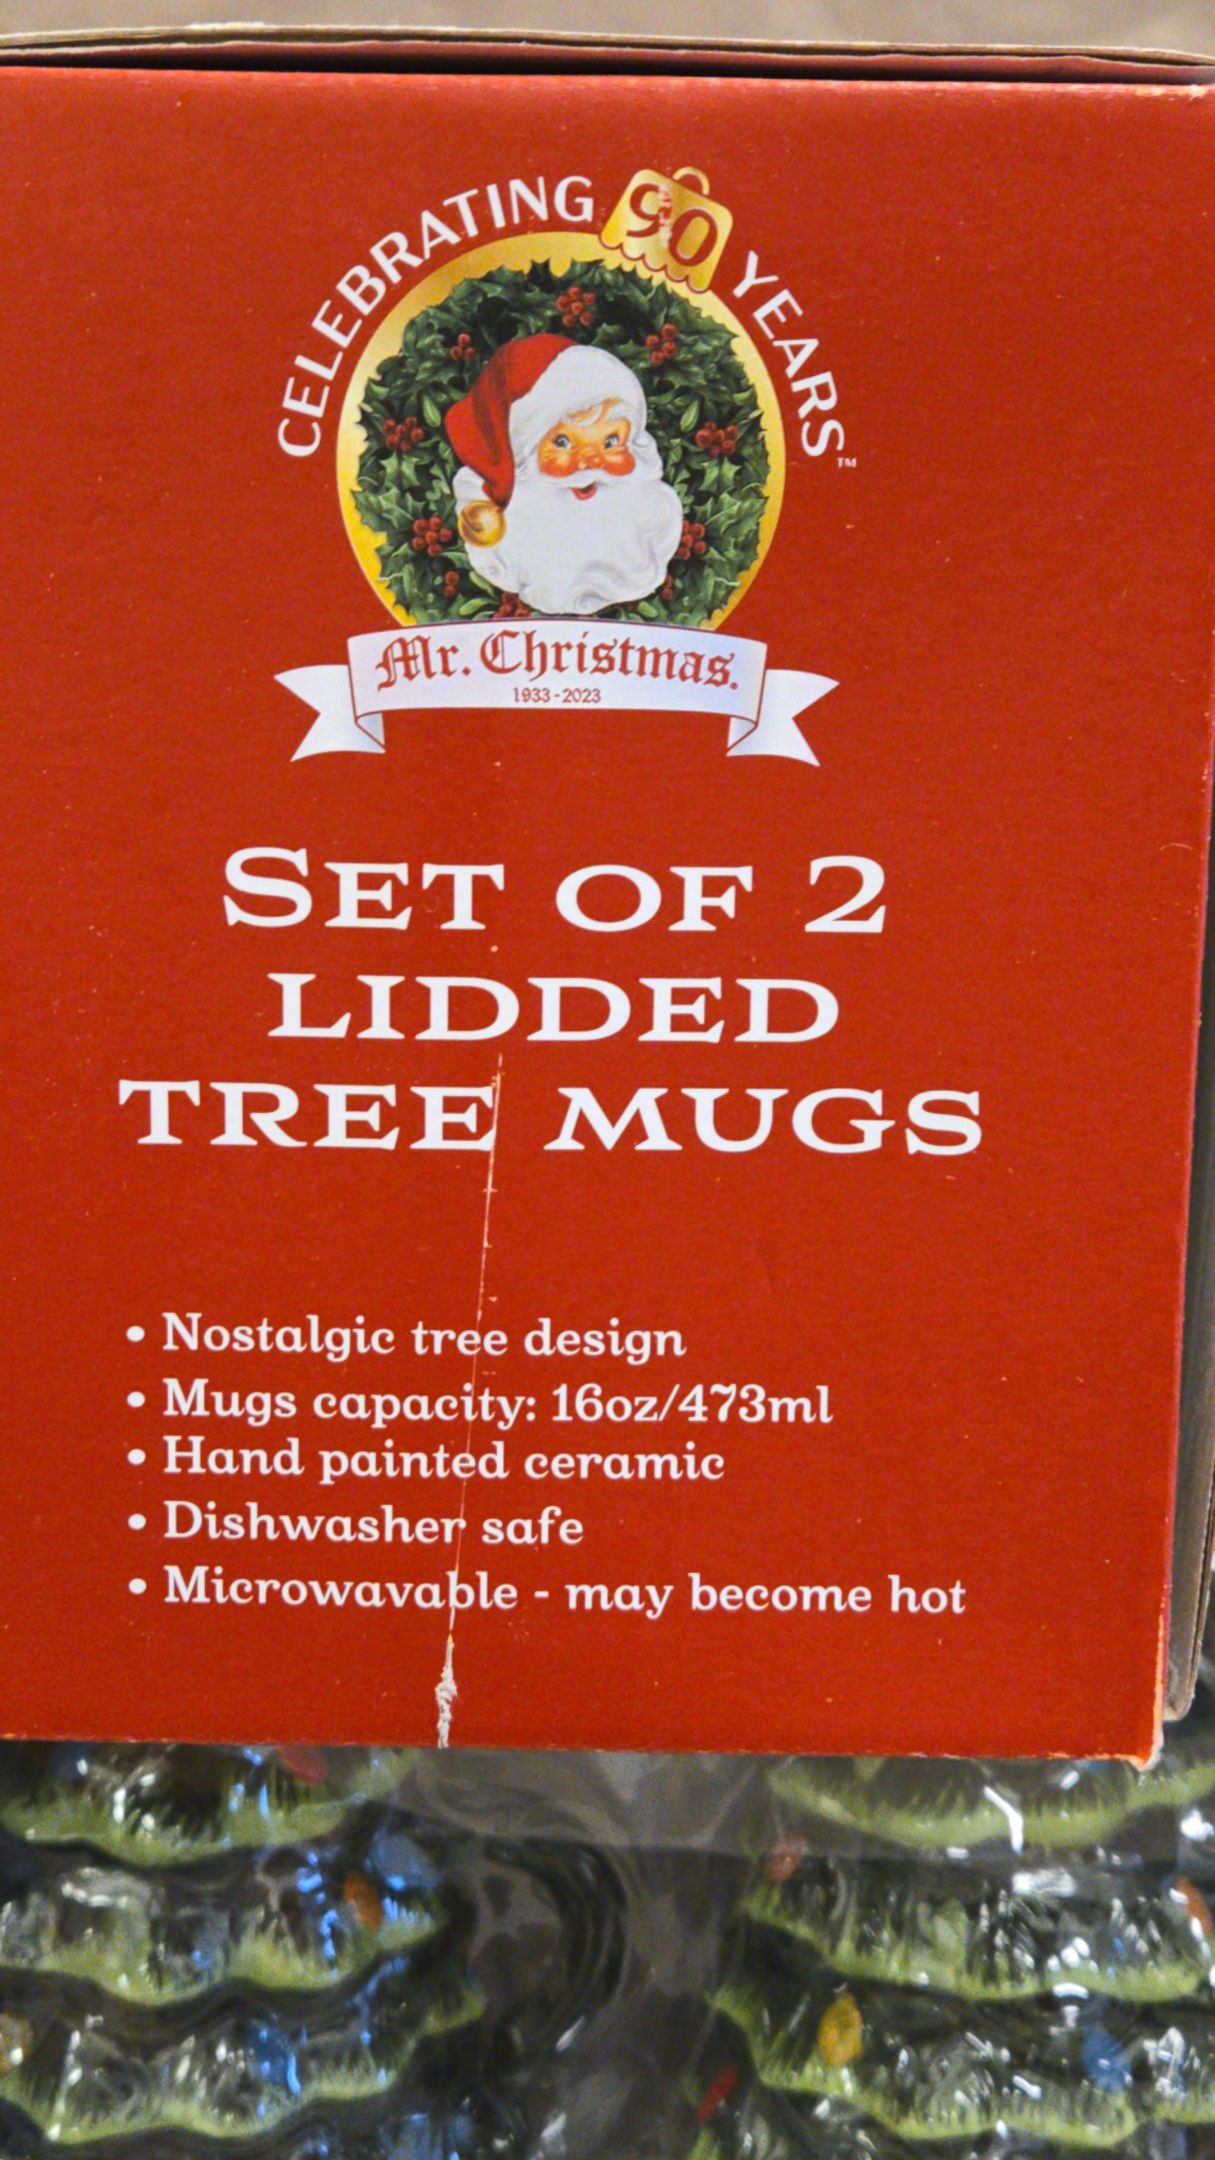 CELEBRATING 90 YEARS™
Mr. Christmas.
1933-2023
SET OF 2
LIDDED
TREE MUGS
• Nostalgic tree design
• Mugs capacity: 16oz/473ml
• Hand painted ceramic
• Dishwasher safe
• Microwavable - may become hot